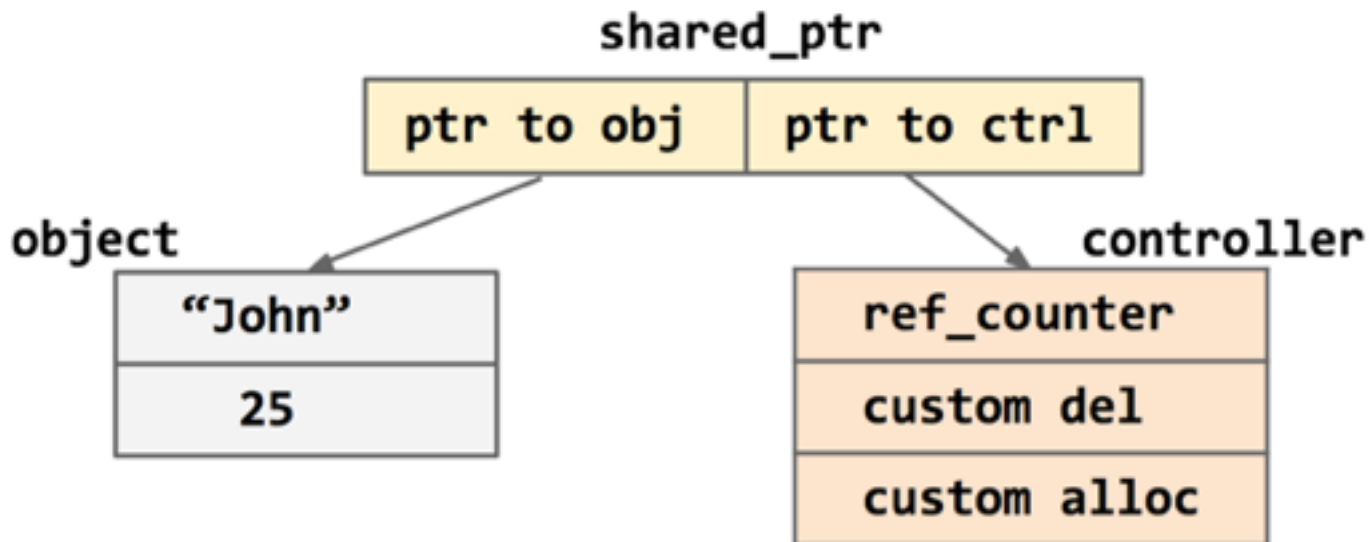 shared_ptr
ptr to obj
ptr to ctrl
object
controller
“John”
25
ref_counter
custom del
custom alloc